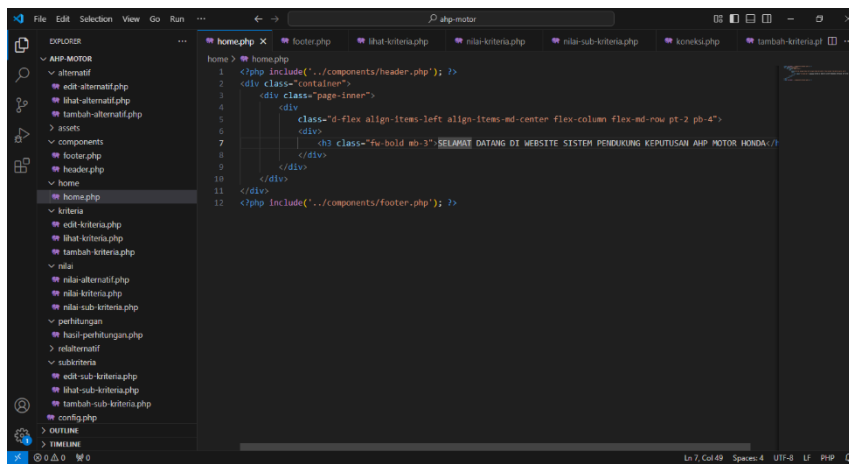 File Edit Selection View Go Run ··· ← → ahp-motor
EXPLORER ···
AHP-MOTOR
alternatif
edit-alternatif.php
lihat-alternatif.php
tambah-alternatif.php
assets
components
footer.php
header.php
home
home.php
kriteria
edit-kriteria.php
lihat-kriteria.php
tambah-kriteria.php
nilai
nilai-alternatif.php
nilai-kriteria.php
nilai-sub-kriteria.php
perhitungan
hasil-perhitungan.php
relalternatif
subkriteria
edit-sub-kriteria.php
lihat-sub-kriteria.php
tambah-sub-kriteria.php
config.php
OUTLINE
TIMELINE
home.php × footer.php lihat-kriteria.php nilai-kriteria.php nilai-sub-kriteria.php koneksi.php tambah-kriteria.pl
home > home.php
1 <?php include('../components/header.php'); ?>
2 <div class="container">
3 <div class="page-inner">
4 <div
5 class="d-flex align-items-left align-items-md-center flex-column flex-md-row pt-2 pb-4">
6 <div>
7 <h3 class="fw-bold mb-3">SELAMAT DATANG DI WEBSITE SISTEM PENDUKUNG KEPUTUSAN AHP MOTOR HONDA</h
8 </div>
9 </div>
10 </div>
11 </div>
12 <?php include('../components/footer.php'); ?>
0 0 0 Ln 7, Col 49 Spaces: 4 UTF-8 LF PHP